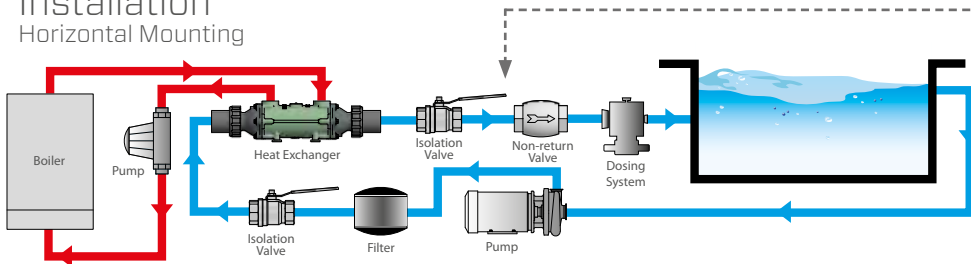 Installation
Horizontal Mounting
Boiler
Pump
Heat Exchanger
Isolation
Valve
Non-return
Valve
Dosing
System
Isolation
Valve
Filter
Pump